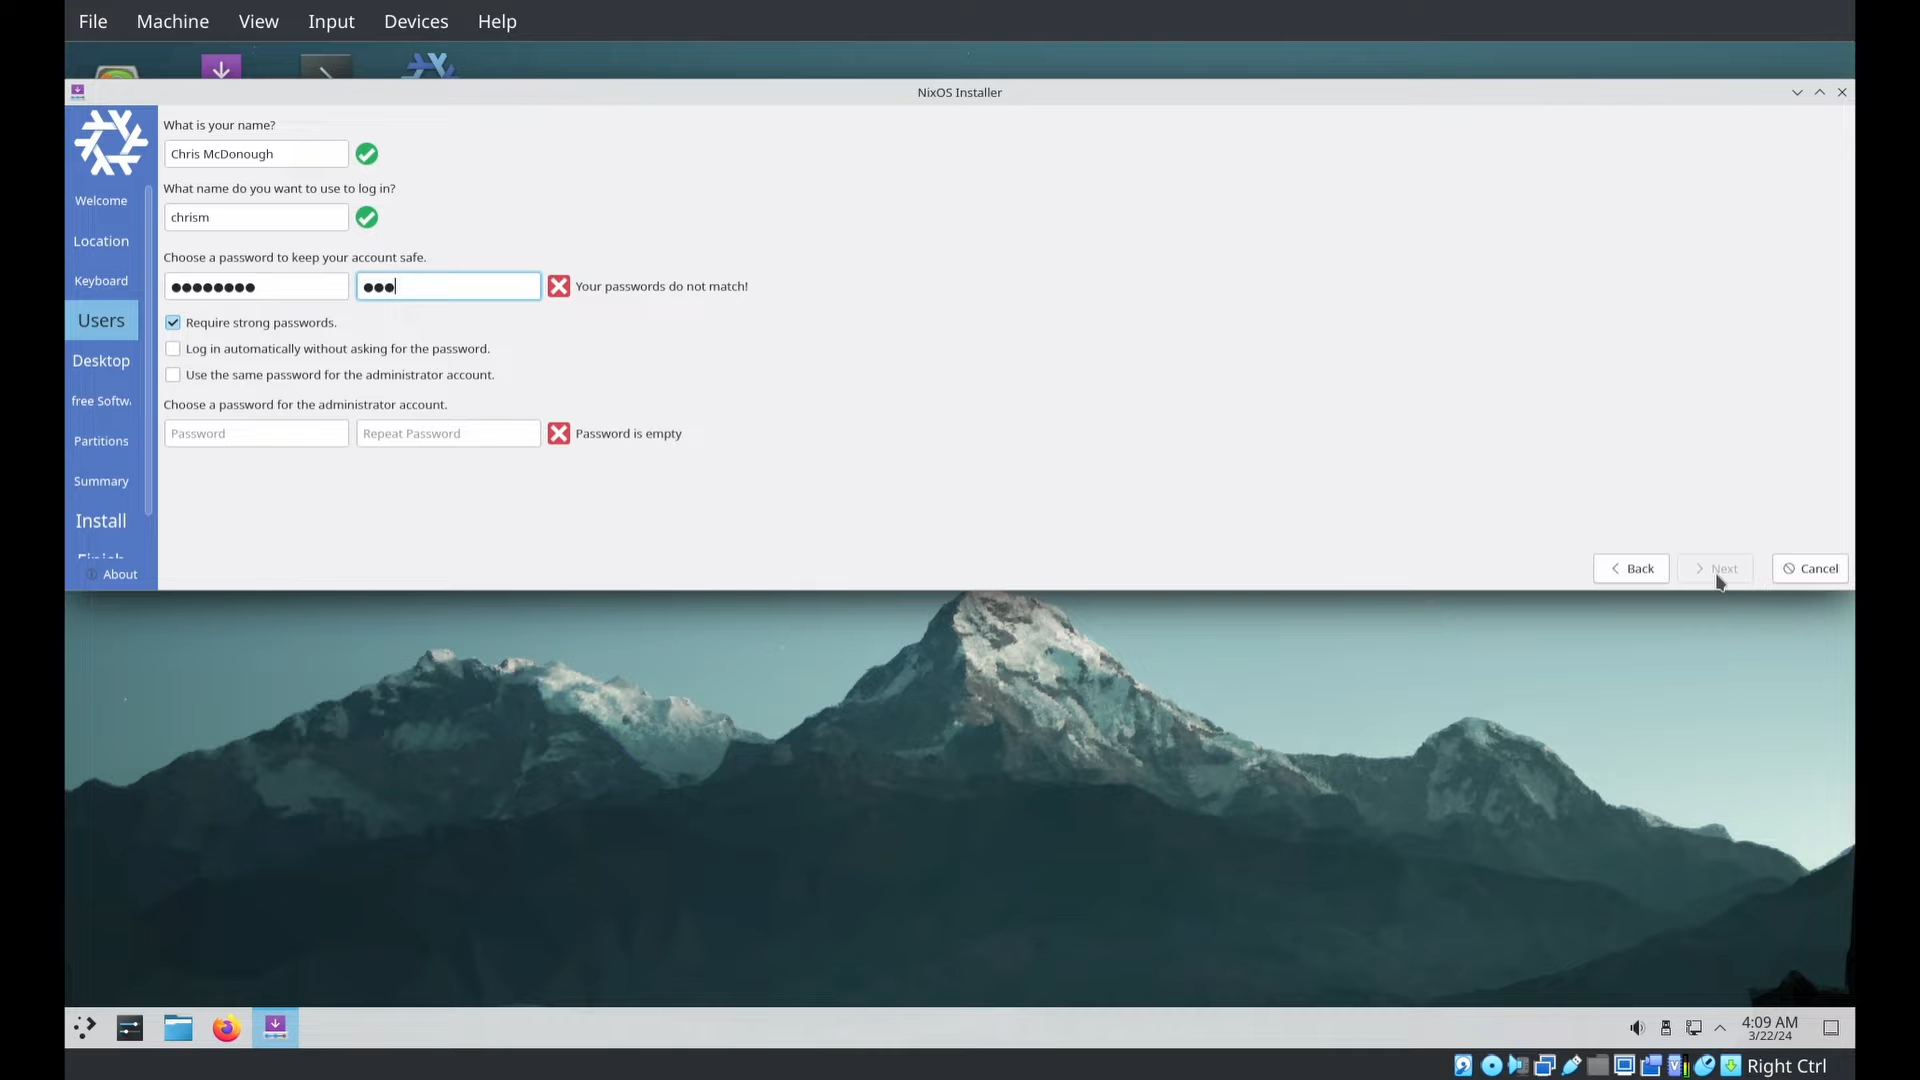 File Machine View Input Devices Help
NixOS Installer
What is your name?
Chris McDonough
What name do you want to use to log in?
chrism
Choose a password to keep your account safe.
●●●●●●●● ●●● Your passwords do not match!
Require strong passwords.
Log in automatically without asking for the password.
Use the same password for the administrator account.
Choose a password for the administrator account.
Password Repeat Password Password is empty
Welcome
Location
Keyboard
Users
Desktop
free Softw
Partitions
Summary
Install
Finish
About
Back Next Cancel
4:09 AM
3/22/24
Right Ctrl